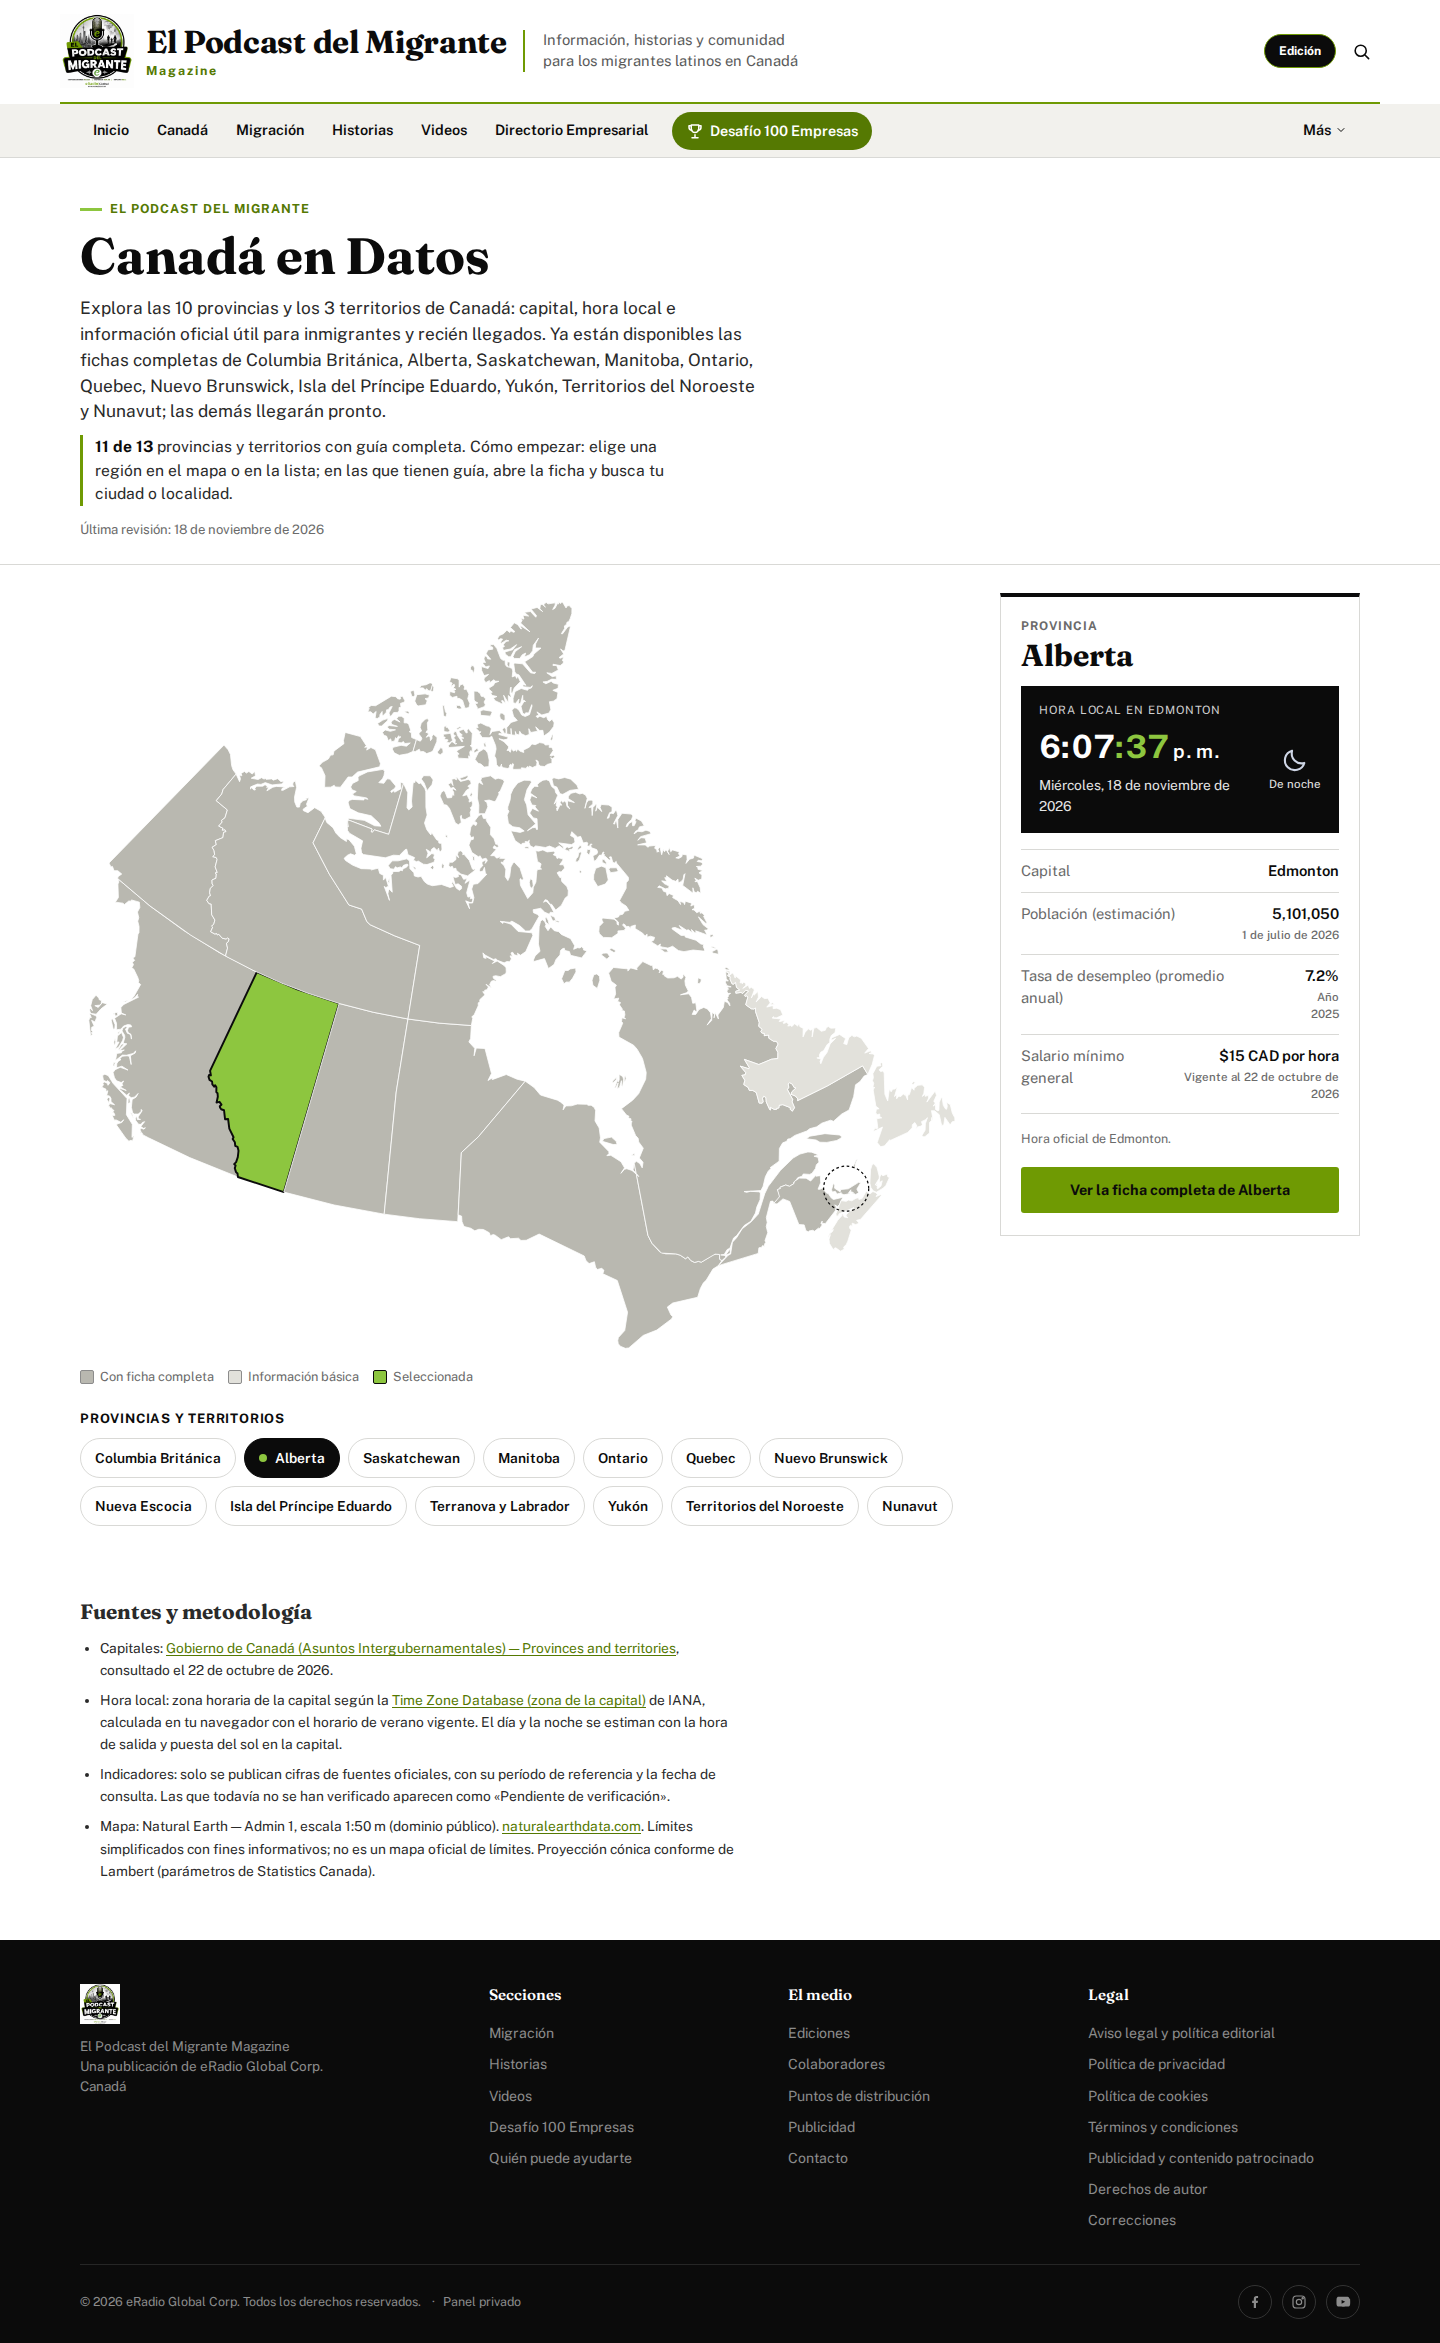 PODCAST
MIGRANTE
El Podcast del Migrante
Magazine
Información, historias y comunidad
para los migrantes latinos en Canadá
Edición
Inicio
Canadá
Migración
Historias
Videos
Directorio Empresarial
Desafío 100 Empresas
Más
EL PODCAST DEL MIGRANTE
Canadá en Datos
Explora las 10 provincias y los 3 territorios de Canadá: capital, hora local e
información oficial útil para inmigrantes y recién llegados. Ya están disponibles las
fichas completas de Columbia Británica, Alberta, Saskatchewan, Manitoba, Ontario,
Quebec, Nuevo Brunswick, Isla del Príncipe Eduardo, Yukón, Territorios del Noroeste
y Nunavut; las demás llegarán pronto.
11 de 13 provincias y territorios con guía completa. Cómo empezar: elige una
región en el mapa o en la lista; en las que tienen guía, abre la ficha y busca tu
ciudad o localidad.
Última revisión: 18 de noviembre de 2026
PROVINCIA
Alberta
HORA LOCAL EN EDMONTON
6:07:37 p. m.
Miércoles, 18 de noviembre de
2026
De noche
Capital
Edmonton
Población (estimación)
5,101,050
1 de julio de 2026
Tasa de desempleo (promedio
anual)
7.2%
Año
2025
Salario mínimo
general
$15 CAD por hora
Vigente al 22 de octubre de
2026
Hora oficial de Edmonton.
Ver la ficha completa de Alberta
Con ficha completa
Información básica
Seleccionada
PROVINCIAS Y TERRITORIOS
Columbia Británica
Alberta
Saskatchewan
Manitoba
Ontario
Quebec
Nuevo Brunswick
Nueva Escocia
Isla del Príncipe Eduardo
Terranova y Labrador
Yukón
Territorios del Noroeste
Nunavut
Fuentes y metodología
• Capitales: Gobierno de Canadá (Asuntos Intergubernamentales) — Provinces and territories,
consultado el 22 de octubre de 2026.
• Hora local: zona horaria de la capital según la Time Zone Database (zona de la capital) de IANA,
calculada en tu navegador con el horario de verano vigente. El día y la noche se estiman con la hora
de salida y puesta del sol en la capital.
• Indicadores: solo se publican cifras de fuentes oficiales, con su período de referencia y la fecha de
consulta. Las que todavía no se han verificado aparecen como «Pendiente de verificación».
• Mapa: Natural Earth — Admin 1, escala 1:50 m (dominio público). naturalearthdata.com. Límites
simplificados con fines informativos; no es un mapa oficial de límites. Proyección cónica conforme de
Lambert (parámetros de Statistics Canada).
PODCAST
MIGRANTE
El Podcast del Migrante Magazine
Una publicación de eRadio Global Corp.
Canadá
Secciones
Migración
Historias
Videos
Desafío 100 Empresas
Quién puede ayudarte
El medio
Ediciones
Colaboradores
Puntos de distribución
Publicidad
Contacto
Legal
Aviso legal y política editorial
Política de privacidad
Política de cookies
Términos y condiciones
Publicidad y contenido patrocinado
Derechos de autor
Correcciones
© 2026 eRadio Global Corp. Todos los derechos reservados. · Panel privado